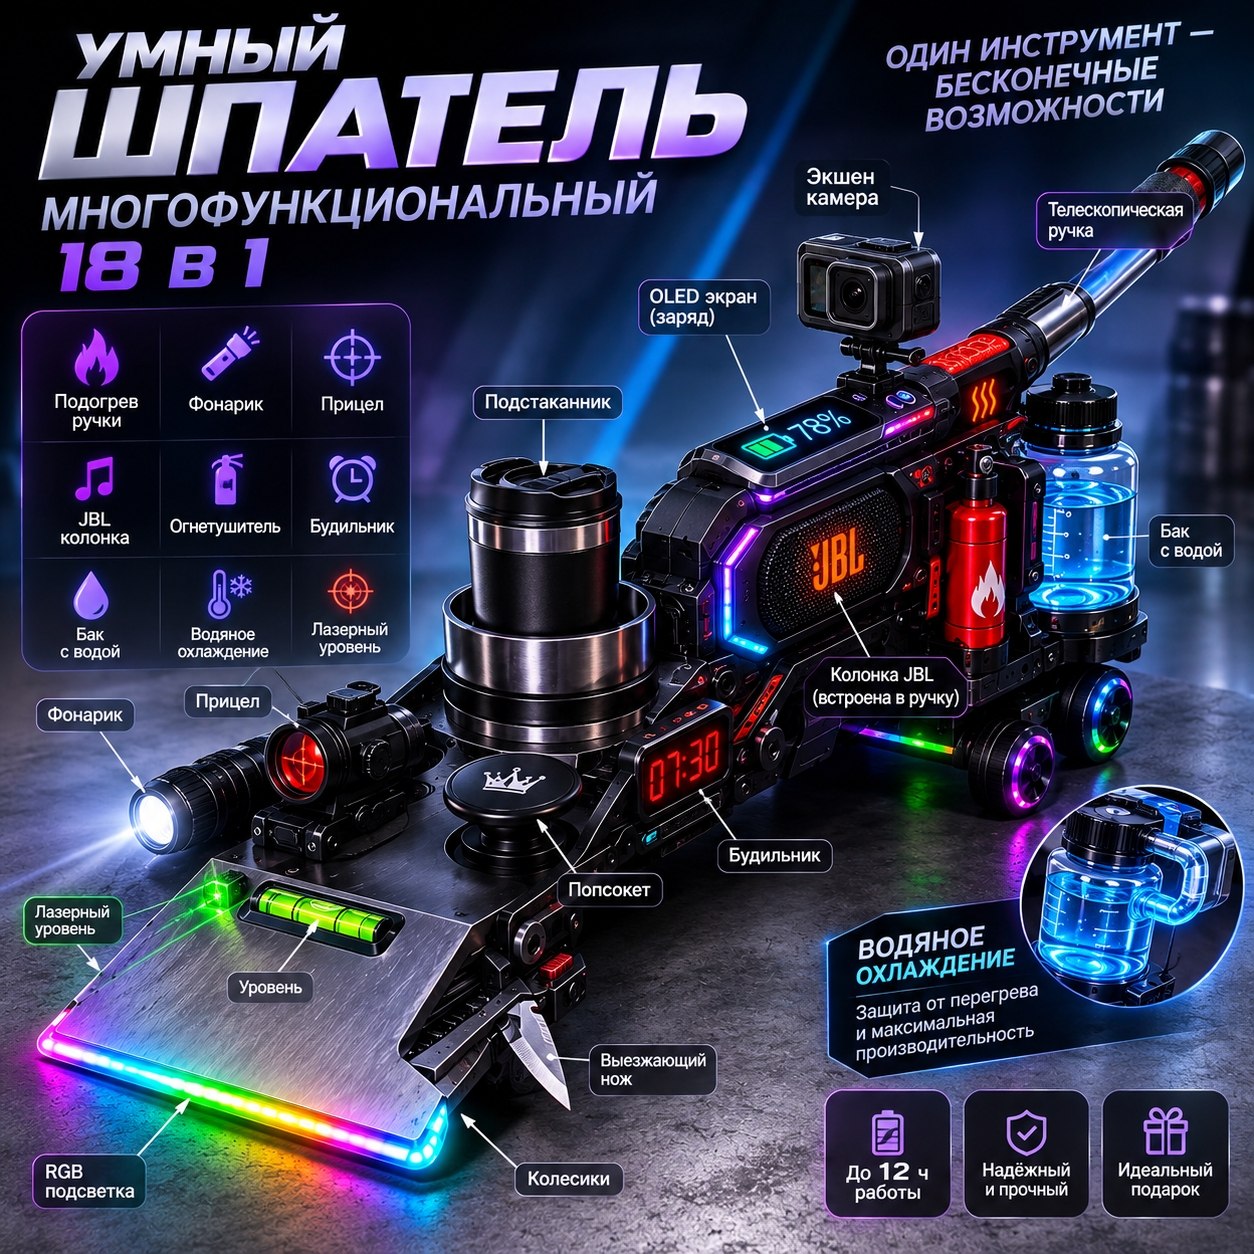 УМНЫЙ
ШПАТЕЛЬ
МНОГОФУНКЦИОНАЛЬНЫЙ
18 В 1
ОДИН ИНСТРУМЕНТ —
БЕСКОНЕЧНЫЕ
ВОЗМОЖНОСТИ
Экшен
камера
Телескопическая
ручка
OLED экран
(заряд)
78%
Подстаканник
Подогрев
ручки
Фонарик
Прицел
JBL
колонка
Огнетушитель
Будильник
Бак
с водой
Водяное
охлаждение
Лазерный
уровень
JBL
Бак
с водой
Колонка JBL
(встроена в ручку)
Прицел
Фонарик
07:30
Будильник
Попсокет
Лазерный
уровень
Уровень
Выезжающий
нож
RGB
подсветка
Колесики
ВОДЯНОЕ
ОХЛАЖДЕНИЕ
Защита от перегрева
и максимальная
производительность
До 12 ч
работы
Надёжный
и прочный
Идеальный
подарок